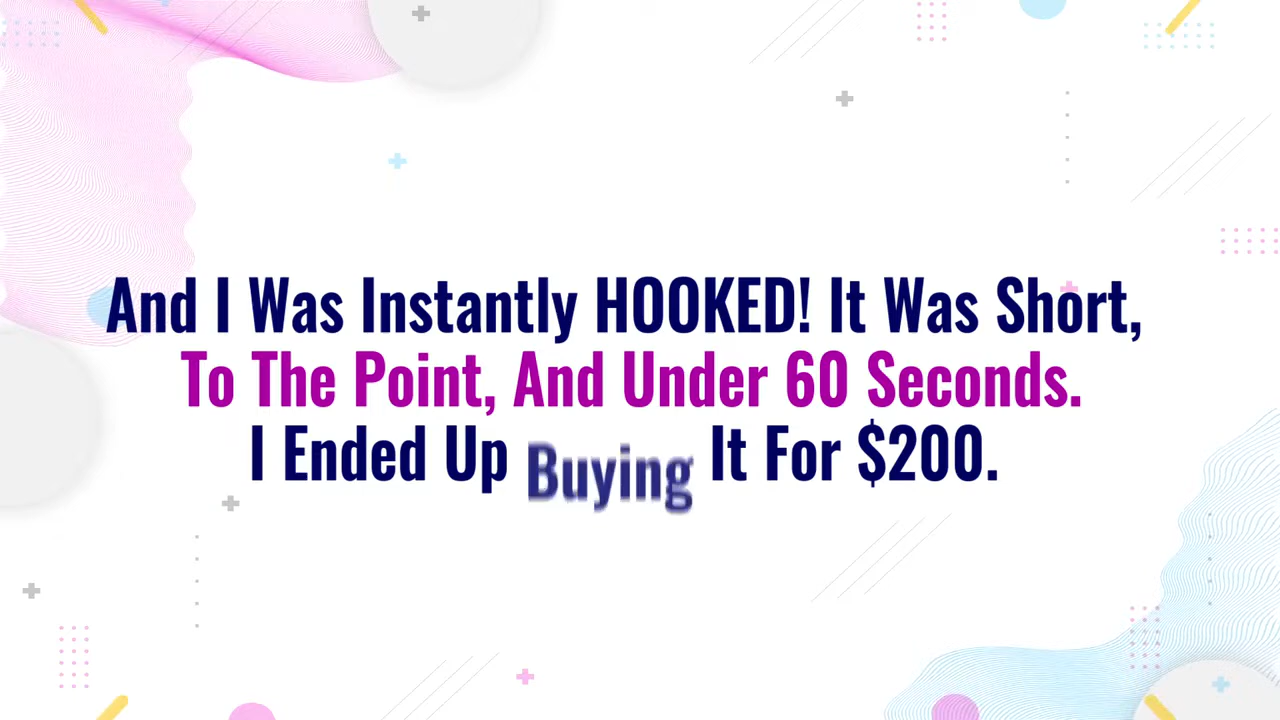 And I Was Instantly HOOKED! It Was Short,
To The Point, And Under 60 Seconds.
I Ended Up Buying It For $200.